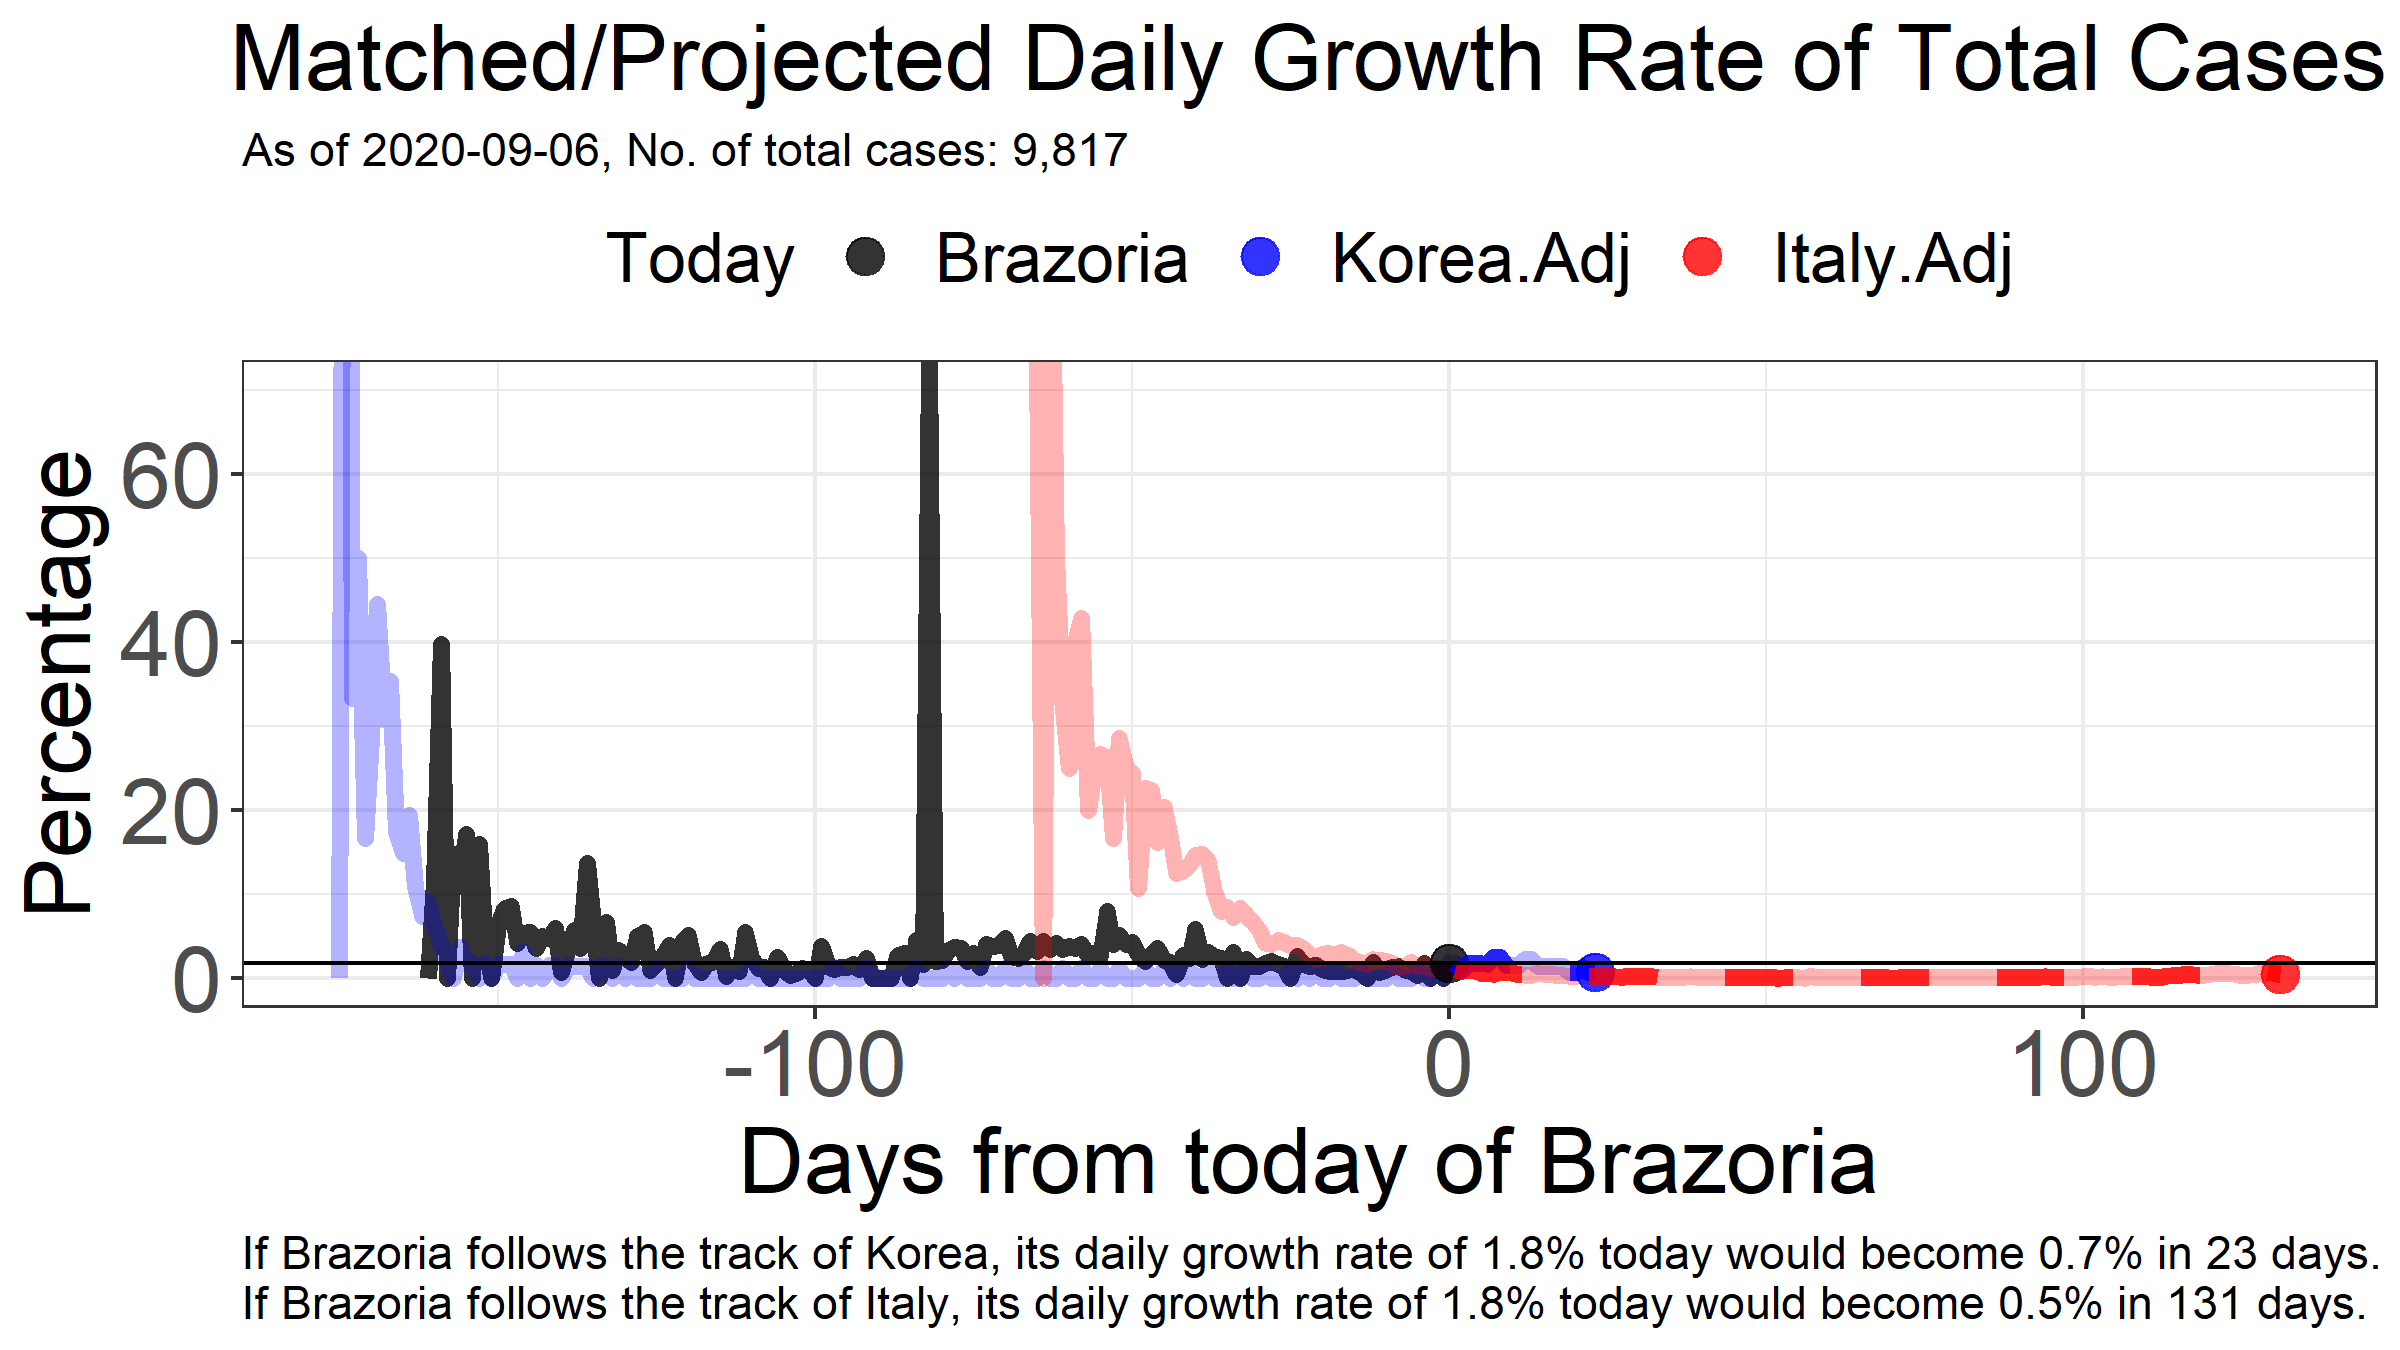 Matched/Projected Daily Growth Rate of Total Cases
As of 2020-09-06, No. of total cases: 9,817
Today Brazoria Korea.Adj Italy.Adj
Percentage
60
40
20
0
-100 0 100
Days from today of Brazoria
If Brazoria follows the track of Korea, its daily growth rate of 1.8% today would become 0.7% in 23 days.
If Brazoria follows the track of Italy, its daily growth rate of 1.8% today would become 0.5% in 131 days.